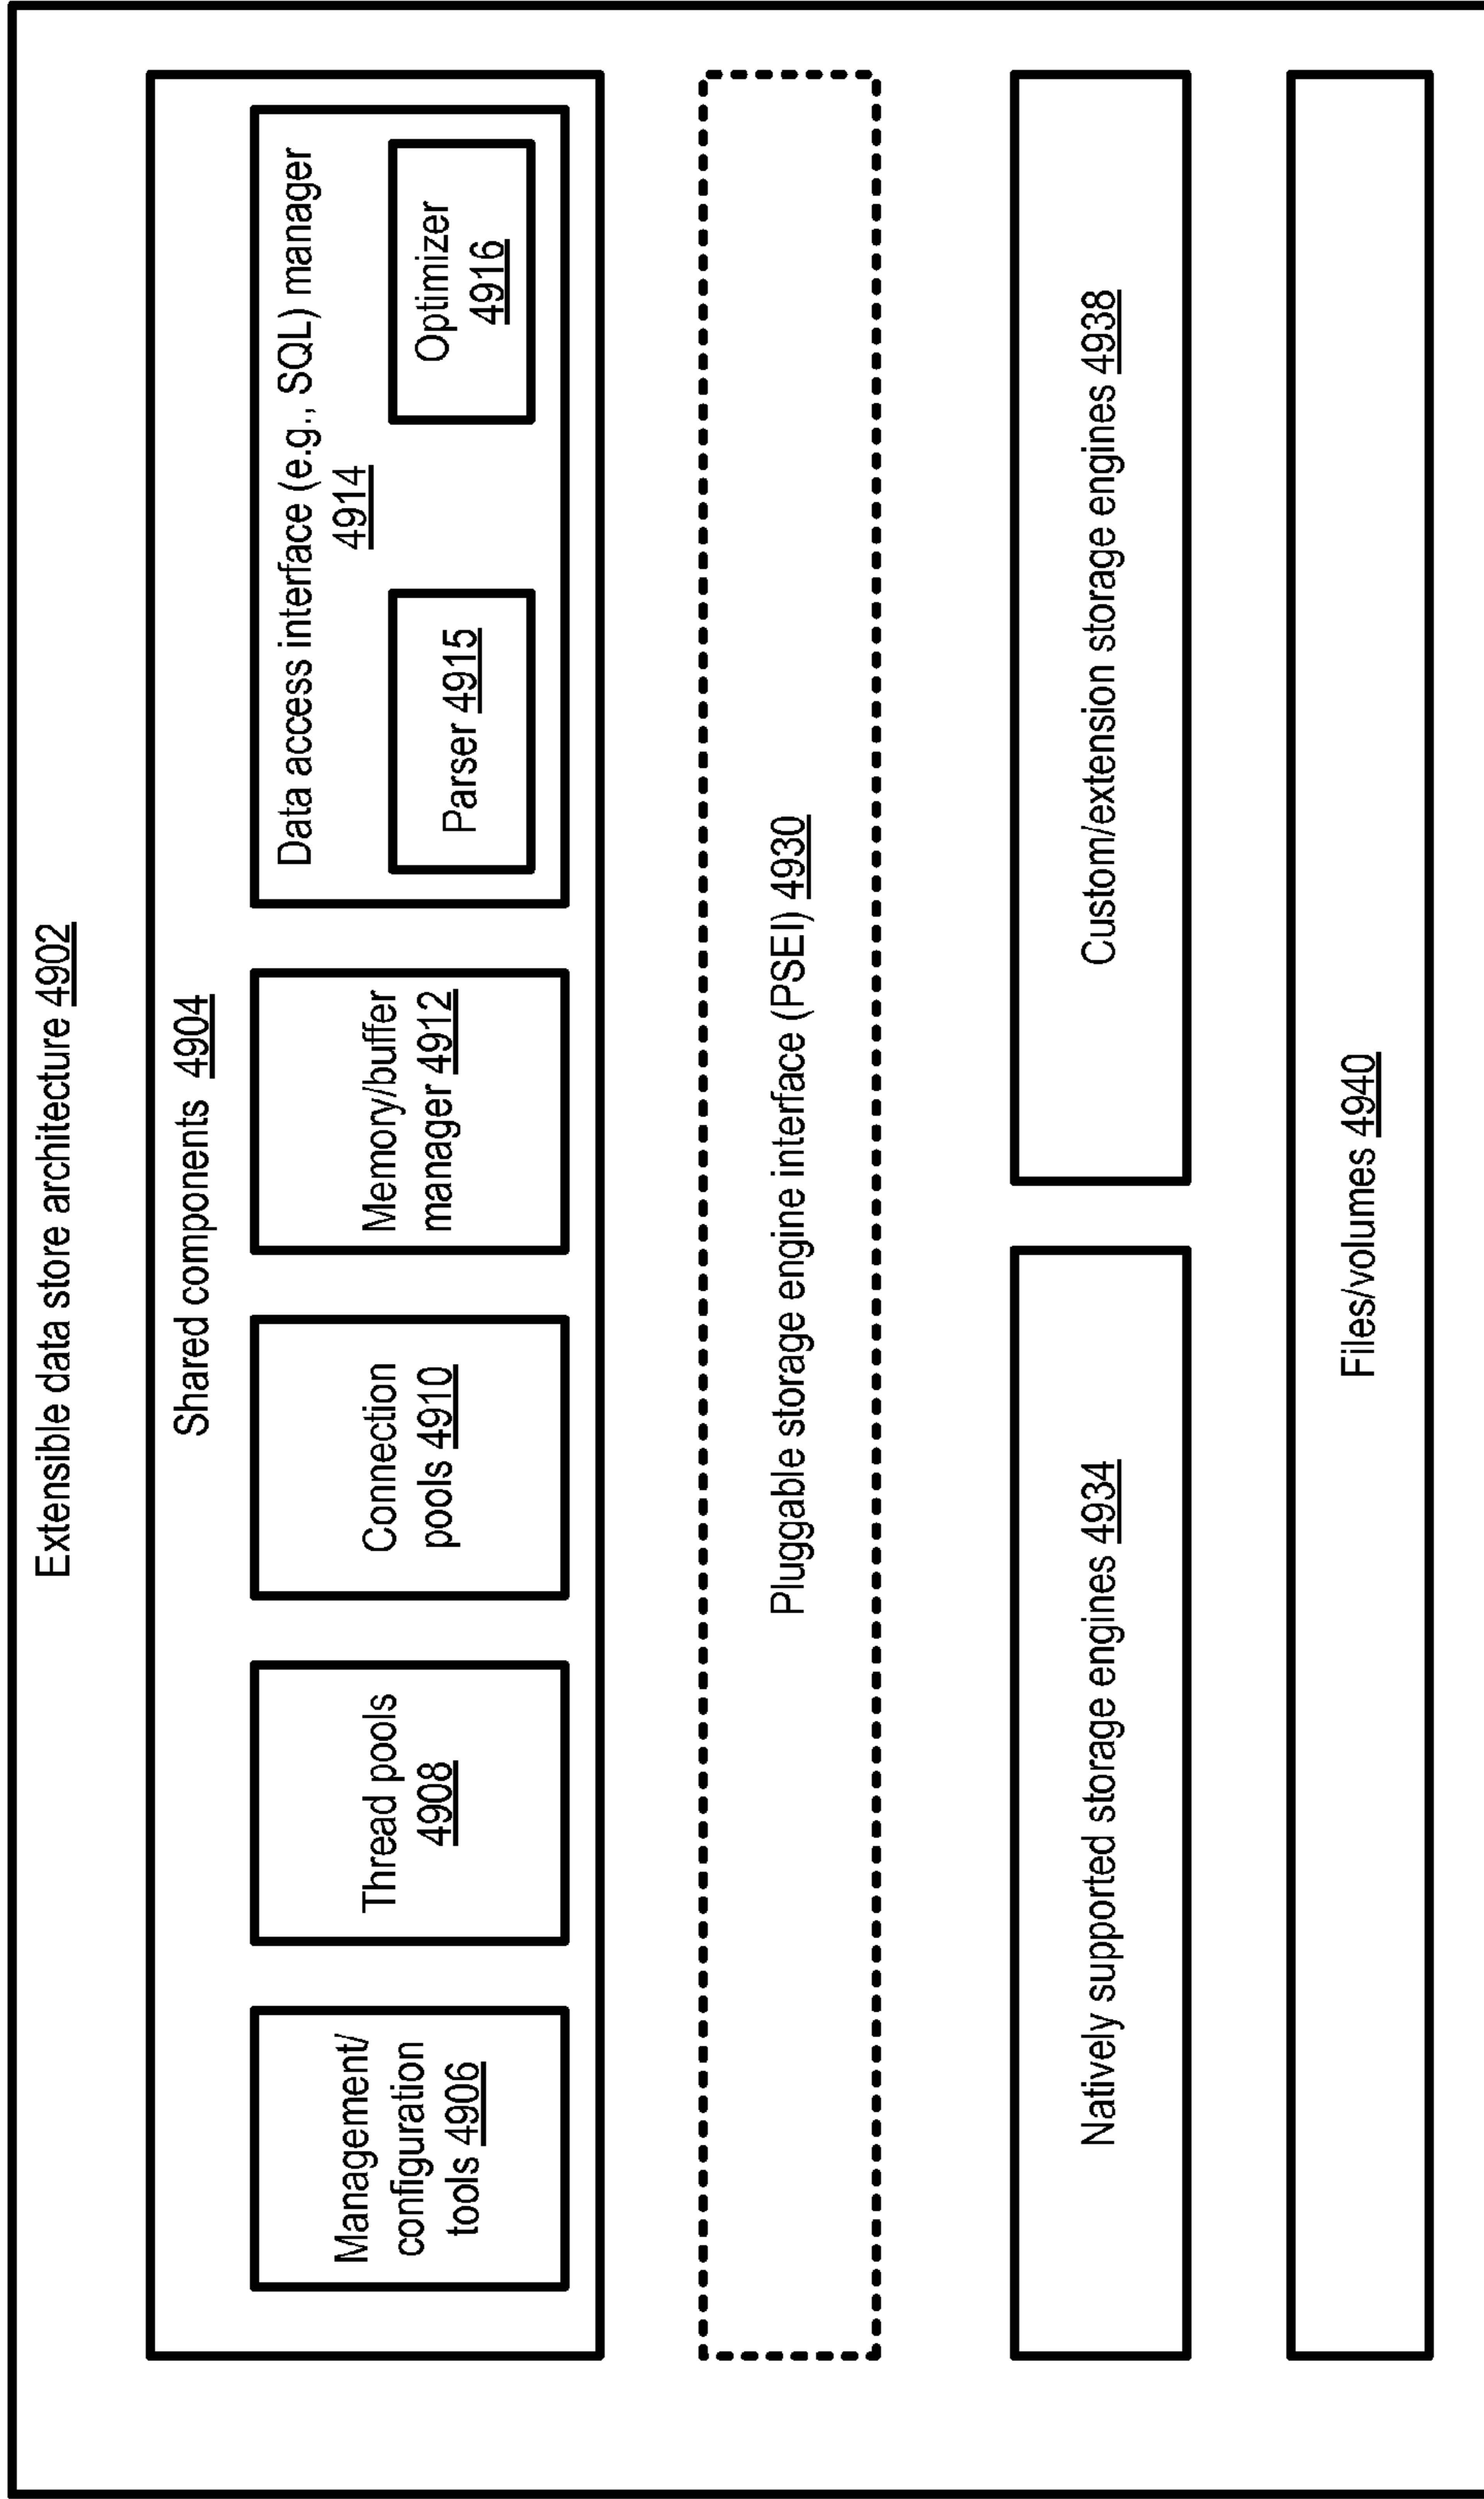 Extensible data store architecture 4902
Shared components 4904
Management/
configuration
tools 4906
Thread pools
4908
Connection
pools 4910
Memory/buffer
manager 4912
Data access interface (e.g., SQL) manager
4914
Parser 4915
Optimizer
4916
Pluggable storage engine interface (PSEI) 4930
Natively supported storage engines 4934
Custom/extension storage engines 4938
Files/volumes 4940